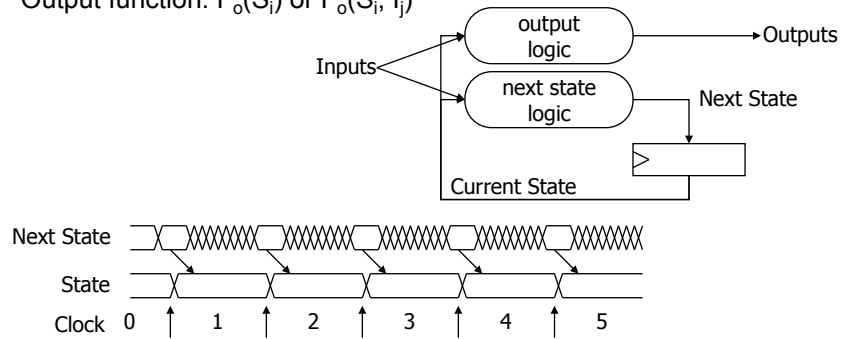 Output function: Fo(Si) or Fo(Si, Ij)
output
logic
Outputs
Inputs
next state
logic
Next State
Current State
Next State
State
Clock 0 1 2 3 4 5